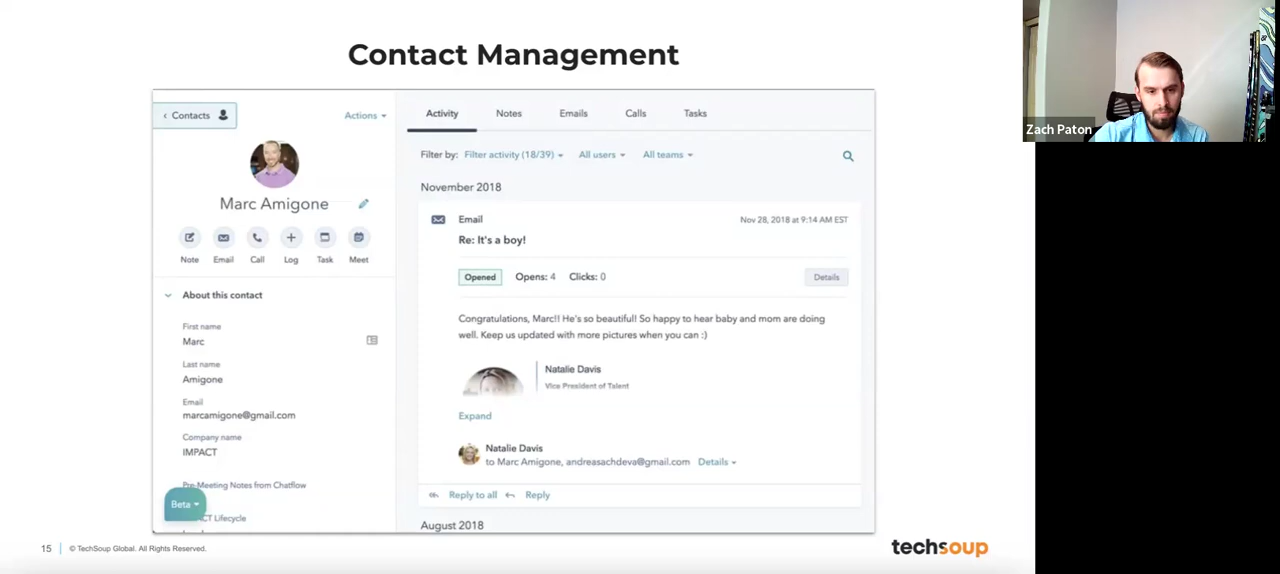 Contact Management
Zach Paton
Contacts
Actions
Marc Amigone
Note Email Call Log Task Meet
About this contact
First name
Marc
Last name
Amigone
Email
marcamigone@gmail.com
Company name
IMPACT
Pre-Meeting Notes from Chatflow
Beta
CT Lifecycle
Activity Notes Emails Calls Tasks
Filter by: Filter activity (18/39) All users All teams
November 2018
Email Nov 28, 2018 at 9:14 AM EST
Re: It's a boy!
Opened Opens: 4 Clicks: 0 Details
Congratulations, Marc!! He's so beautiful! So happy to hear baby and mom are doing
well. Keep us updated with more pictures when you can :)
Natalie Davis
Vice President of Talent
Expand
Natalie Davis
to Marc Amigone, andreasachdeva@gmail.com Details
Reply to all Reply
August 2018
15 | © TechSoup Global. All Rights Reserved.
techsoup